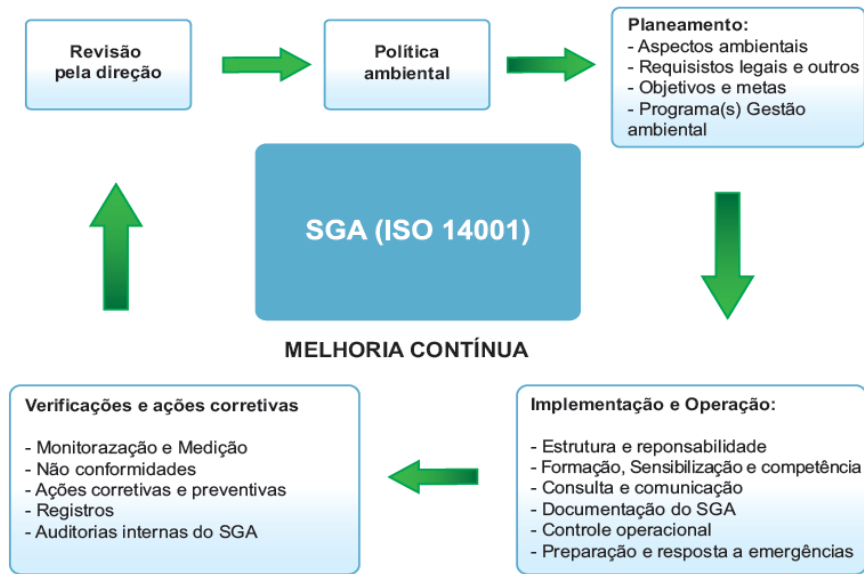 Revisão
pela direção
Política
ambiental
Planeamento:
- Aspectos ambientais
- Requisistos legais e outros
- Objetivos e metas
- Programa(s) Gestão
ambiental
SGA (ISO 14001)
MELHORIA CONTÍNUA
Verificações e ações corretivas
- Monitorazação e Medição
- Não conformidades
- Ações corretivas e preventivas
- Registros
- Auditorias internas do SGA
Implementação e Operação:
- Estrutura e reponsabilidade
- Formação, Sensibilização e competência
- Consulta e comunicação
- Documentação do SGA
- Controle operacional
- Preparação e resposta a emergências